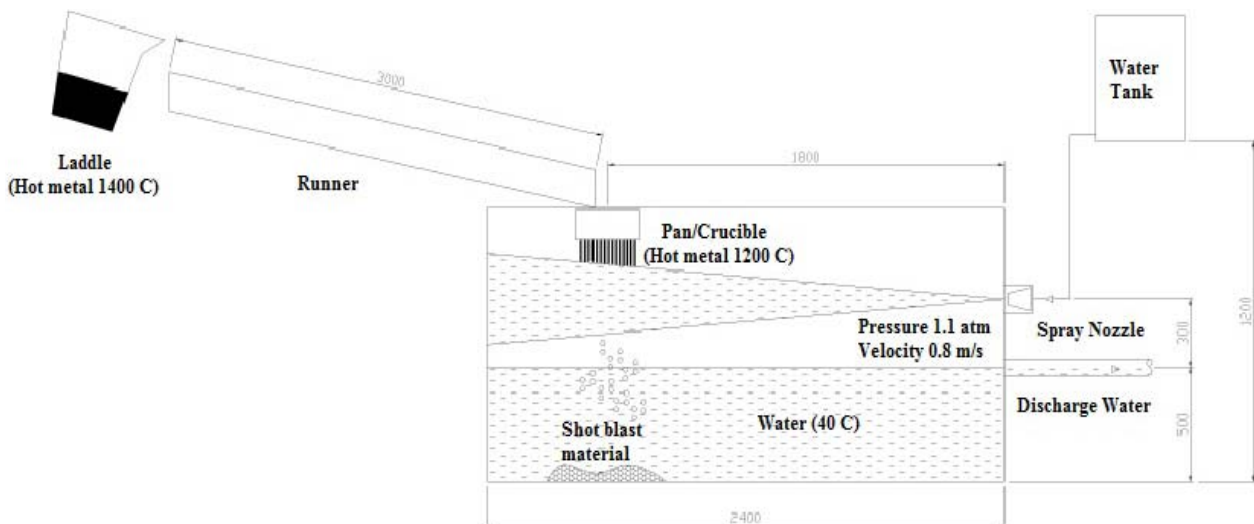 3000
Laddle
(Hot metal 1400 C)
Runner
1800
Water
Tank
Pan/Crucible
(Hot metal 1200 C)
Pressure 1.1 atm
Velocity 0.8 m/s
Spray Nozzle
300
1200
Discharge Water
Water (40 C)
500
Shot blast
material
2400